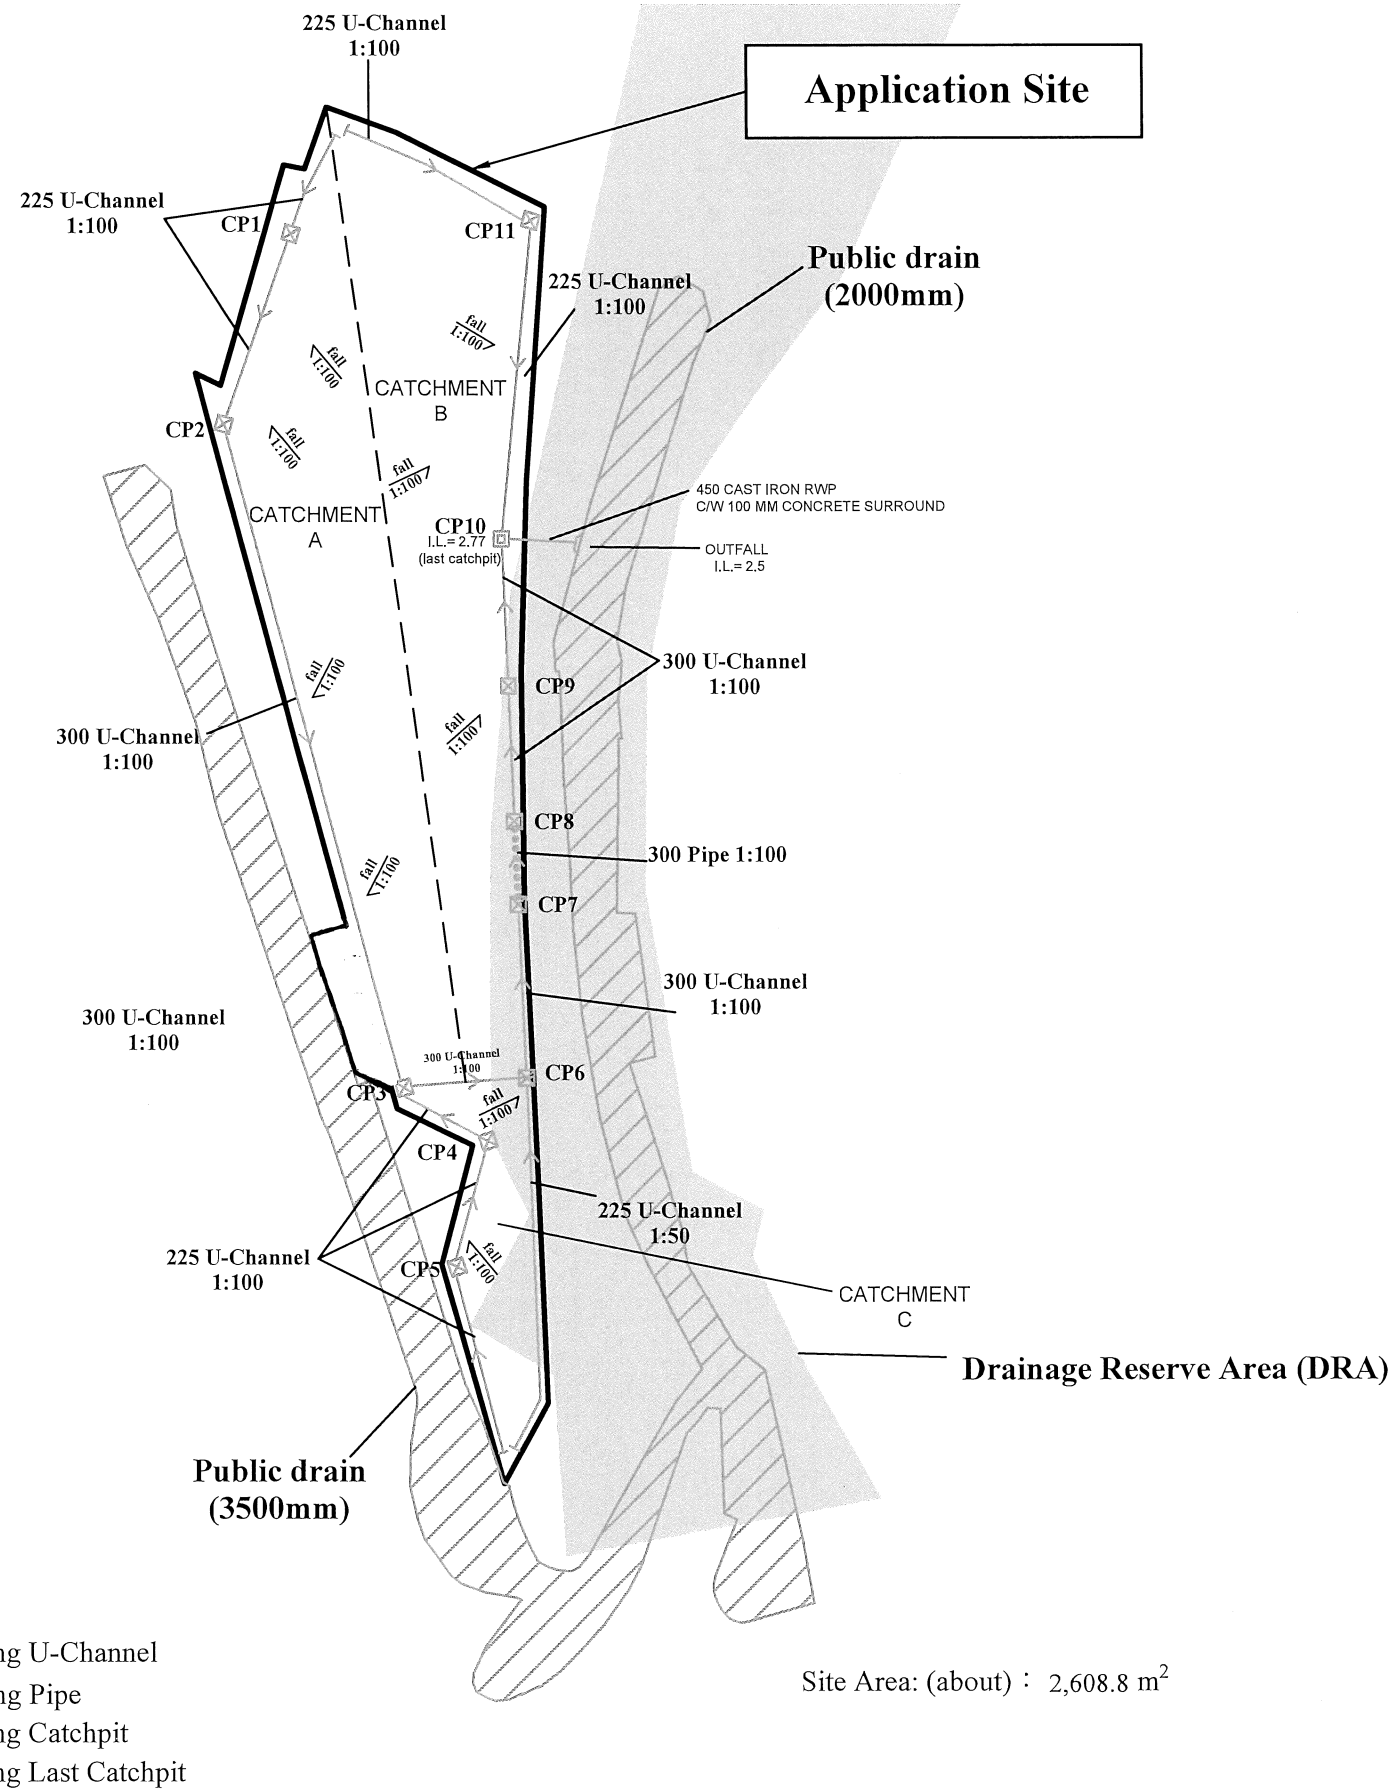 225 U-Channel
1:100
Application Site
225 U-Channel
1:100
CP1
CP11
Public drain
(2000mm)
225 U-Channel
1:100
fall
1:100
fall
1:100
CATCHMENT
B
CP2
fall
1:100
fall
1:100
450 CAST IRON RWP
C/W 100 MM CONCRETE SURROUND
CATCHMENT
A
CP10
I.L.= 2.77
(last catchpit)
OUTFALL
I.L.= 2.5
300 U-Channel
1:100
fall
1:100
CP9
300 U-Channel
1:100
fall
1:100
CP8
300 Pipe 1:100
fall
1:100
CP7
300 U-Channel
1:100
300 U-Channel
1:100
300 U-Channel
1:100
CP6
CP3
fall
1:100
CP4
225 U-Channel
1:50
225 U-Channel
1:100
CP5
fall
1:100
CATCHMENT
C
Drainage Reserve Area (DRA)
Public drain
(3500mm)
ng U-Channel
ng Pipe
ng Catchpit
ng Last Catchpit
Site Area: (about) : 2,608.8 m²